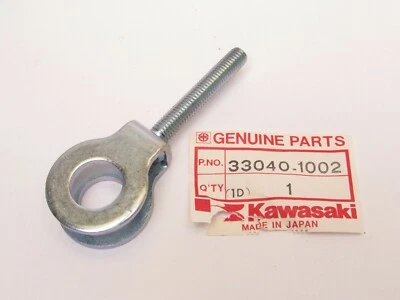 GENUINE PARTS
P.NO. 33040-1002
Q'TY (1D) 1
Kawasaki
MADE IN JAPAN